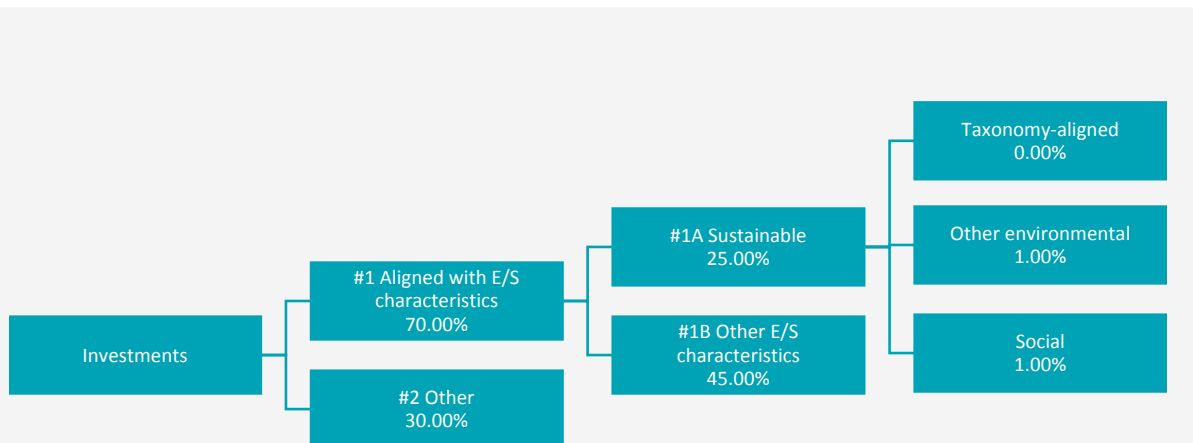 Investments
#1 Aligned with E/S
characteristics
70.00%
#2 Other
30.00%
#1A Sustainable
25.00%
#1B Other E/S
characteristics
45.00%
Taxonomy-aligned
0.00%
Other environmental
1.00%
Social
1.00%